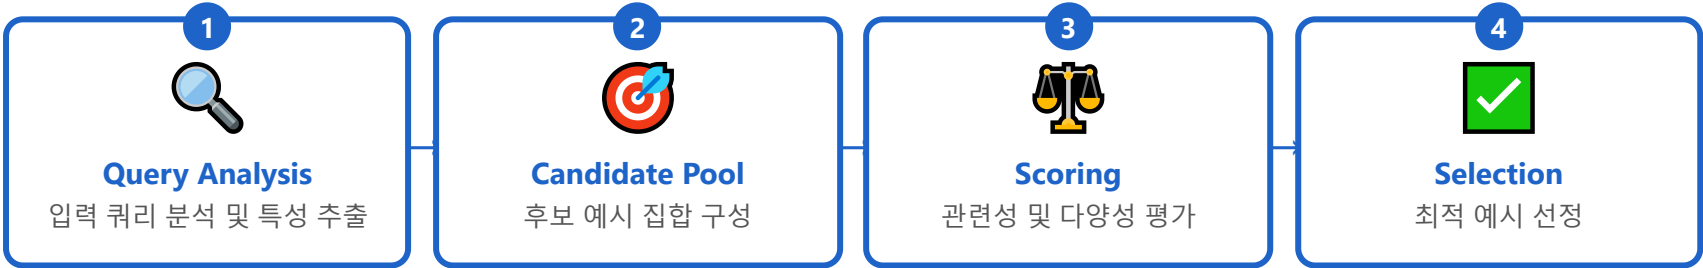 1
Query Analysis
입력 쿼리 분석 및 특성 추출
2
Candidate Pool
후보 예시 집합 구성
3
Scoring
관련성 및 다양성 평가
4
Selection
최적 예시 선정